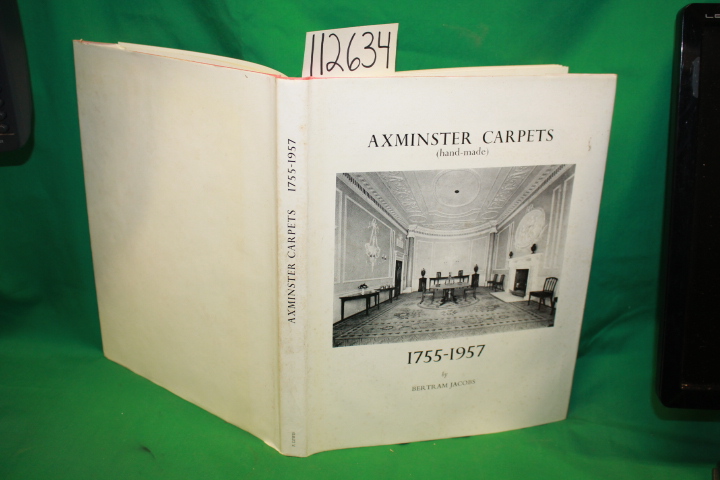 112634
AXMINSTER CARPETS
(hand-made)
1755-1957
by
BERTRAM JACOBS
AXMINSTER CARPETS 1755-1957